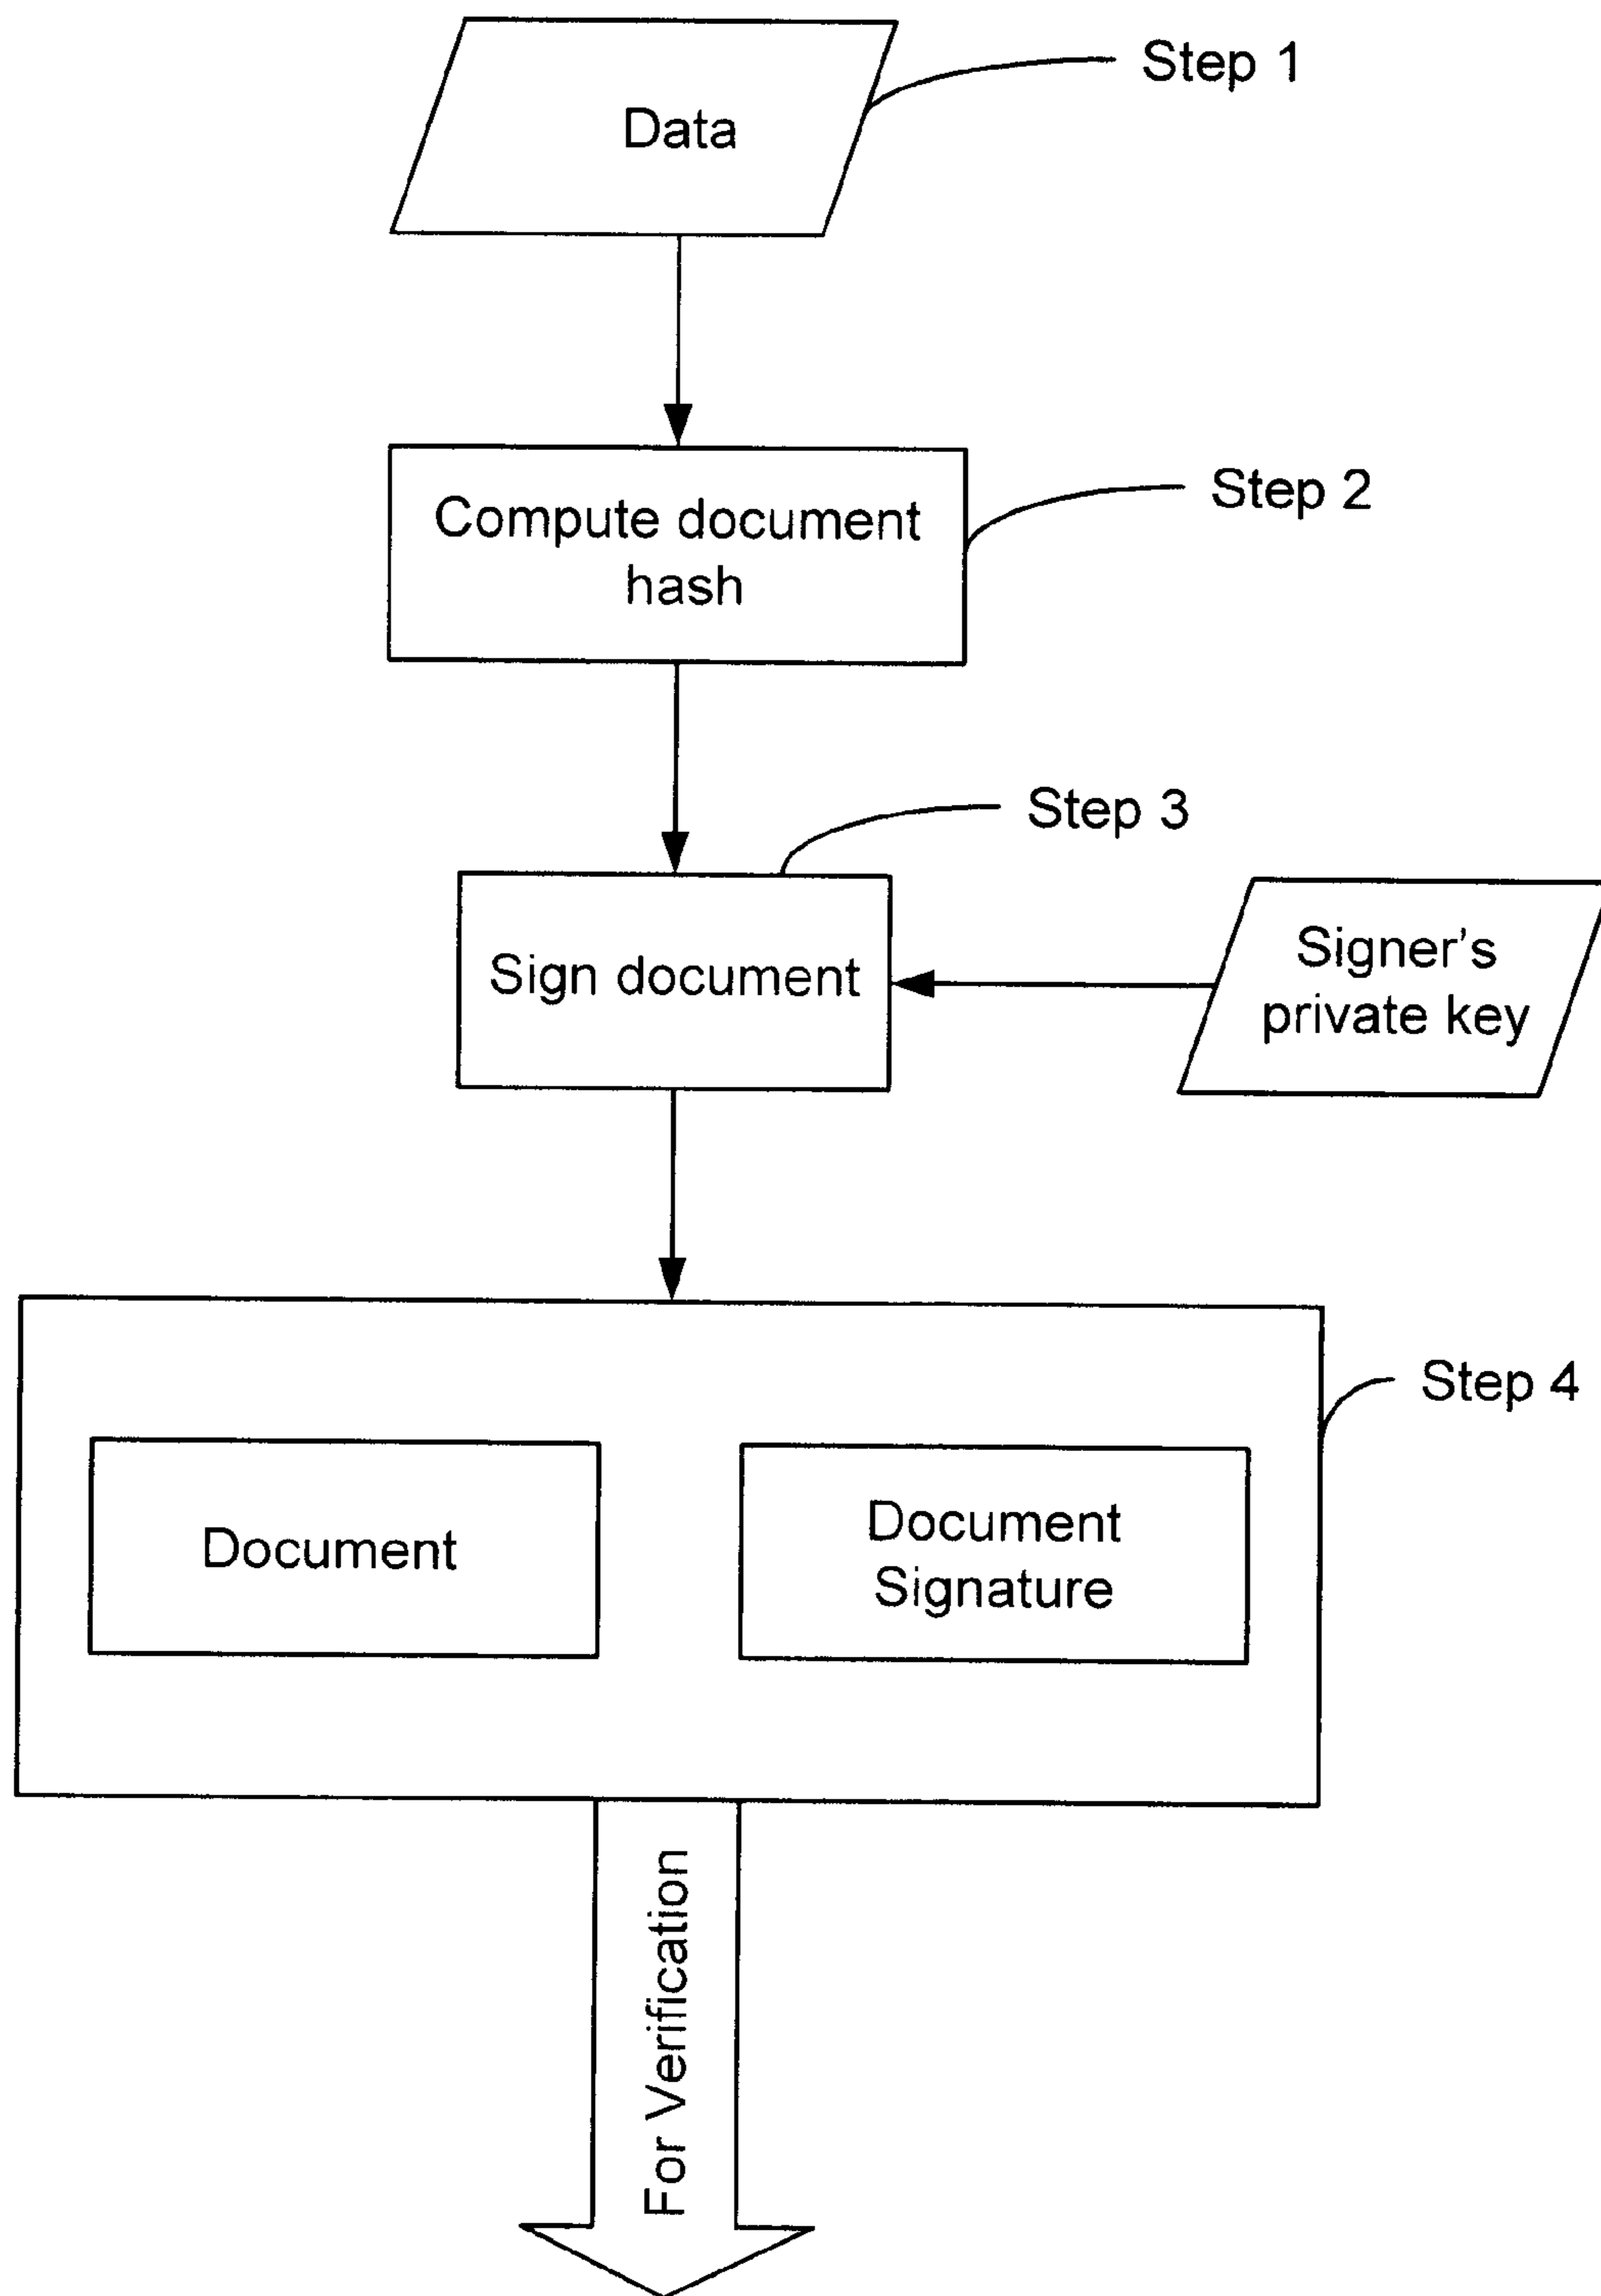 Step 1
Data
Step 2
Compute document
hash
Step 3
Sign document
Signer's
private key
Step 4
Document
Document
Signature
For Verification